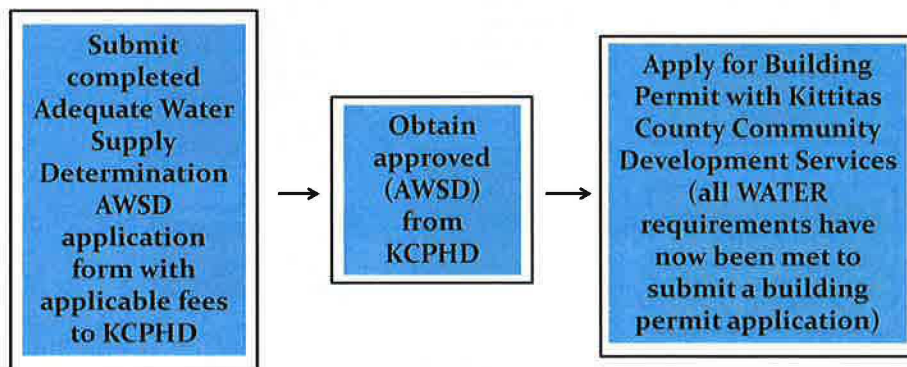 Submit
completed
Adequate Water
Supply
Determination
AWSD
application
form with
applicable fees
to KCPHD
Obtain
approved
(AWSD)
from
KCPHD
Apply for Building
Permit with Kittitas
County Community
Development Services
(all WATER
requirements have
now been met to
submit a building
permit application)